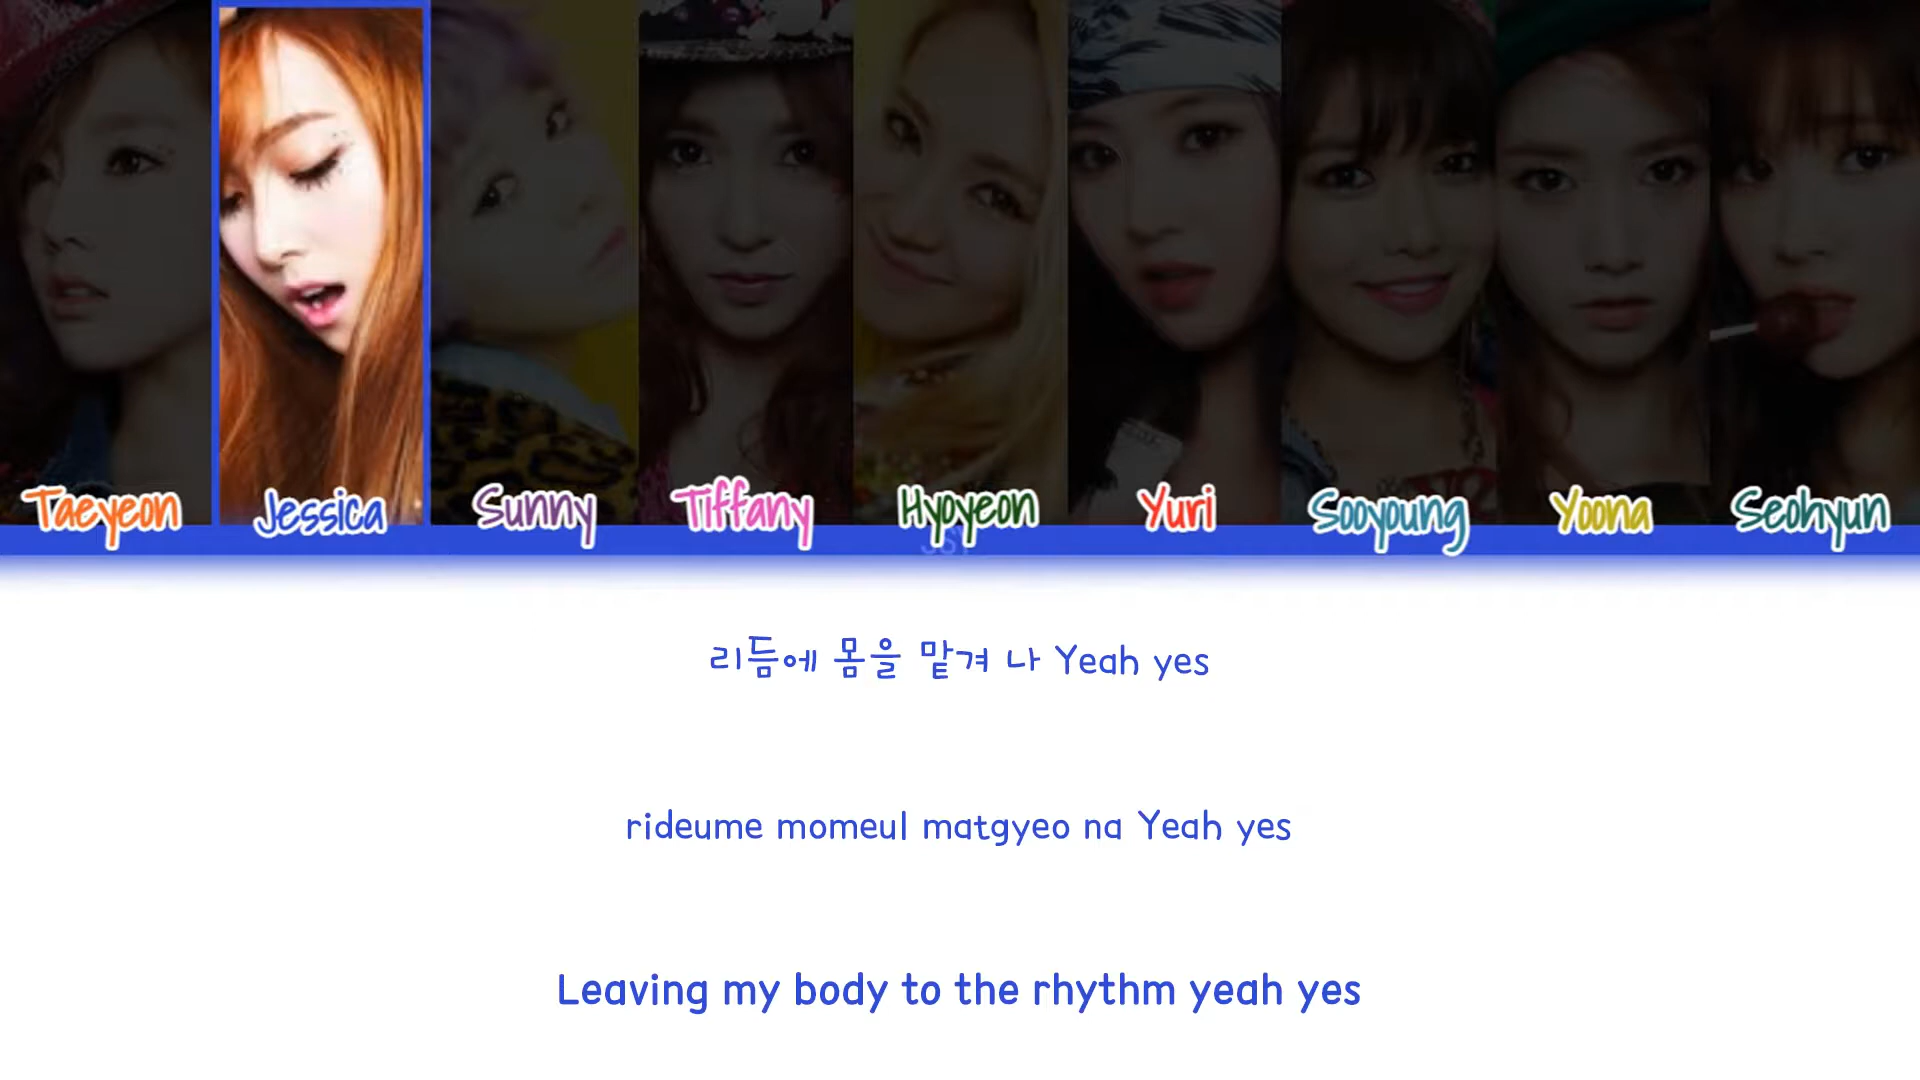 Taeyeon Jessica Sunny Tiffany Hyoyeon Yuri Sooyoung Yoona Seohyun
리듬에 몸을 맡겨 나 Yeah yes
rideume momeul matgyeo na Yeah yes
Leaving my body to the rhythm yeah yes